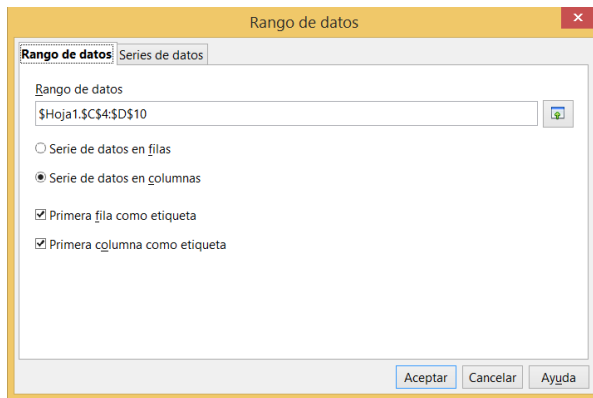 Rango de datos
Rango de datos Series de datos
Rango de datos
$Hoja1.$C$4:$D$10
Serie de datos en filas
Serie de datos en columnas
Primera fila como etiqueta
Primera columna como etiqueta
Aceptar Cancelar Ayuda